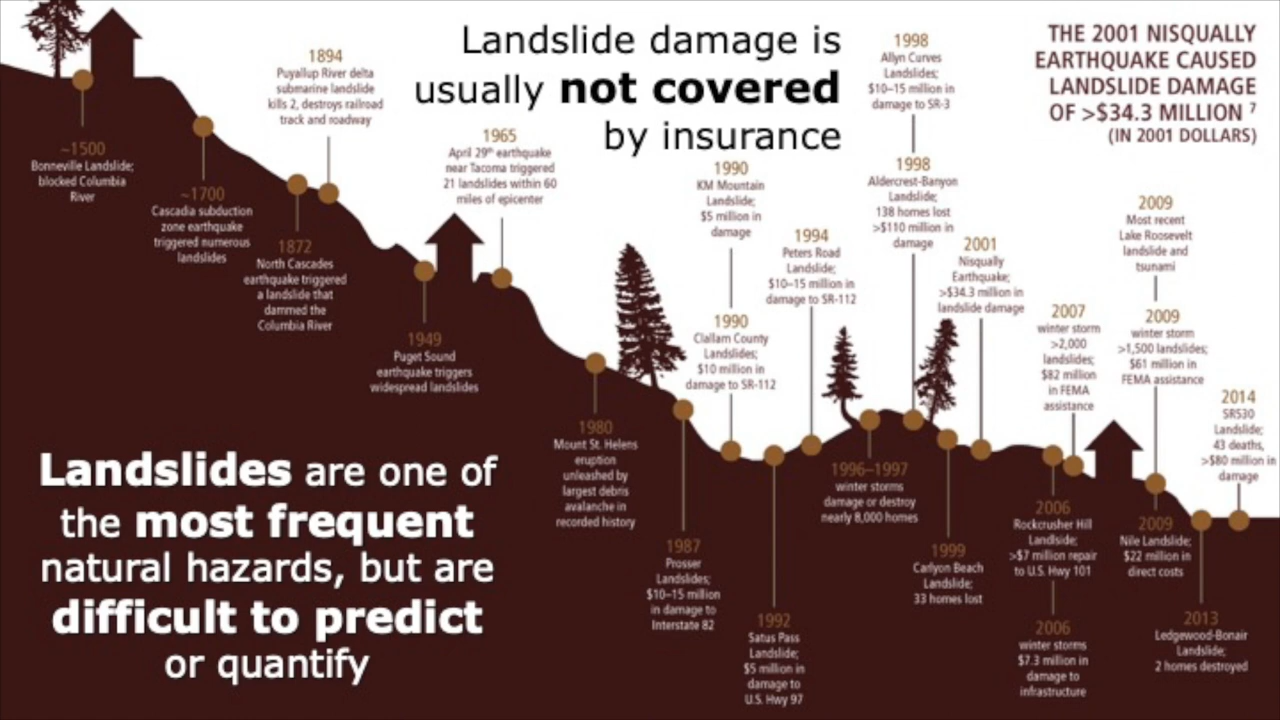 Landslide damage is
usually not covered
by insurance
THE 2001 NISQUALLY
EARTHQUAKE CAUSED
LANDSLIDE DAMAGE
OF >$34.3 MILLION 7
(IN 2001 DOLLARS)
~1500
Bonneville Landslide;
blocked Columbia
River
~1700
Cascadia subduction
zone earthquake
triggered numerous
landslides
1872
North Cascades
earthquake triggered
a landslide that
dammed the
Columbia River
1894
Puyallup River delta
submarine landslide
kills 2, destroys railroad
track and roadway
1949
Puget Sound
earthquake triggers
widespread landslides
1965
April 29th earthquake
near Tacoma triggered
21 landslides within 60
miles of epicenter
1980
Mount St. Helens
eruption
unleashed by
largest debris
avalanche in
recorded history
1987
Prosser
Landslides;
$10–15 million
in damage to
Interstate 82
1990
KM Mountain
Landslide;
$5 million in
damage
1990
Clallam County
Landslides;
$10 million in
damage to SR-112
1992
Satus Pass
Landslide;
$5 million in
damage to
U.S. Hwy 97
1994
Peters Road
Landslide;
$10–15 million in
damage to SR-112
1996–1997
winter storms
damage or destroy
nearly 8,000 homes
1998
Allyn Curves
Landslides;
$10–15 million in
damage to SR-3
1998
Aldercrest-Banyon
Landslide;
138 homes lost
>$110 million in
damage
1999
Carlyon Beach
Landslide;
33 homes lost
2001
Nisqually
Earthquake;
>$34.3 million in
landslide damage
2006
Rockcrusher Hill
Landlside;
>$7 million repair
to U.S. Hwy 101
2006
winter storms
$7.3 million in
damage to
infrastructure
2007
winter storm
>2,000
landslides;
$82 million
in FEMA
assistance
2009
Most recent
Lake Roosevelt
landslide and
tsunami
2009
winter storm
>1,500 landslides;
$61 million in
FEMA assistance
2009
Nile Landslide;
$22 million in
direct costs
2013
Ledgewood-Bonair
Landslide;
2 homes destroyed
2014
SR530
Landslide;
43 deaths,
>$80 million in
damage
Landslides are one of
the most frequent
natural hazards, but are
difficult to predict
or quantify